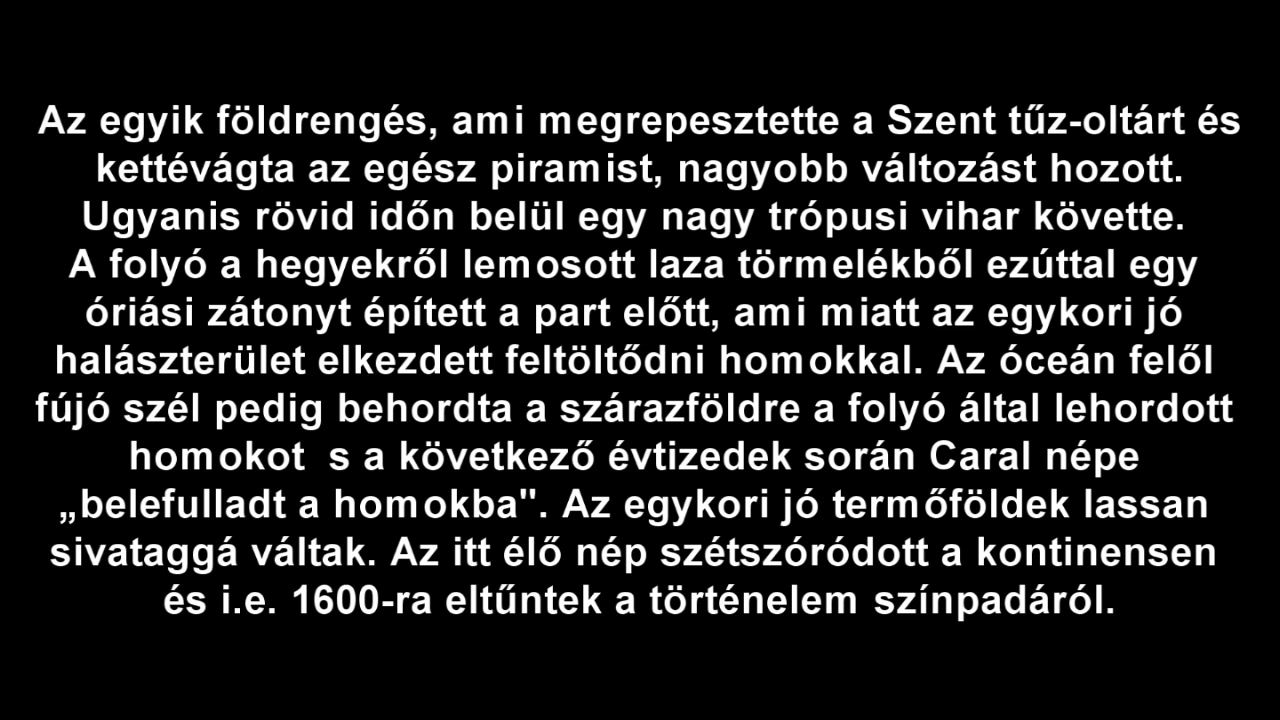 Az egyik földrengés, ami megrepesztette a Szent tűz-oltárt és
kettévágta az egész piramist, nagyobb változást hozott.
Ugyanis rövid időn belül egy nagy trópusi vihar követte.
A folyó a hegyekről lemosott laza törmelékből ezúttal egy
óriási zátonyt épített a part előtt, ami miatt az egykori jó
halászterület elkezdett feltöltődni homokkal. Az óceán felől
fújó szél pedig behordta a szárazföldre a folyó által lehordott
homokot  s a következő évtizedek során Caral népe
„belefulladt a homokba". Az egykori jó termőföldek lassan
sivataggá váltak. Az itt élő nép szétszóródott a kontinensen
és i.e. 1600-ra eltűntek a történelem színpadáról.